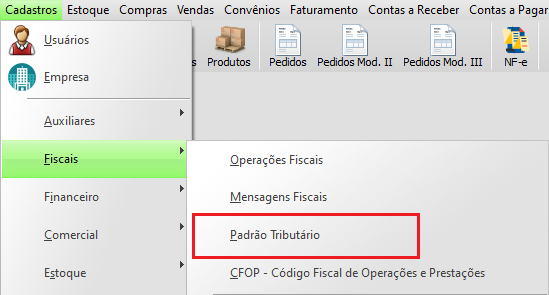 Cadastros Estoque Compras Vendas Convênios Faturamento Contas a Receber Contas a Pagar
Usuários
Empresa
Produtos Pedidos Pedidos Mod. II Pedidos Mod. III NF-e
Auxiliares
Fiscais
Operações Fiscais
Financeiro
Mensagens Fiscais
Comercial
Padrão Tributário
Estoque
CFOP - Código Fiscal de Operações e Prestações